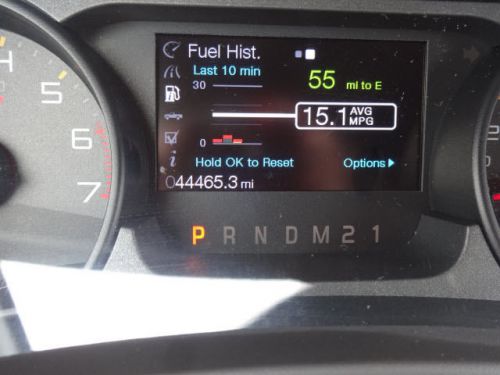 Fuel Hist.
Last 10 min
30
55 mi to E
15.1 AVG MPG
0
Hold OK to Reset Options
044465.3 mi
P R N D M 2 1
4
5
6
7